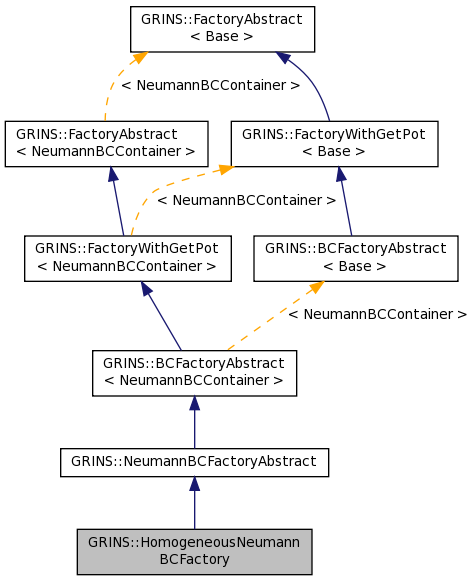 GRINS::FactoryAbstract
< Base >
< NeumannBCContainer >
GRINS::FactoryAbstract
< NeumannBCContainer >
GRINS::FactoryWithGetPot
< Base >
< NeumannBCContainer >
GRINS::FactoryWithGetPot
< NeumannBCContainer >
GRINS::BCFactoryAbstract
< Base >
< NeumannBCContainer >
GRINS::BCFactoryAbstract
< NeumannBCContainer >
GRINS::NeumannBCFactoryAbstract
GRINS::HomogeneousNeumann
BCFactory